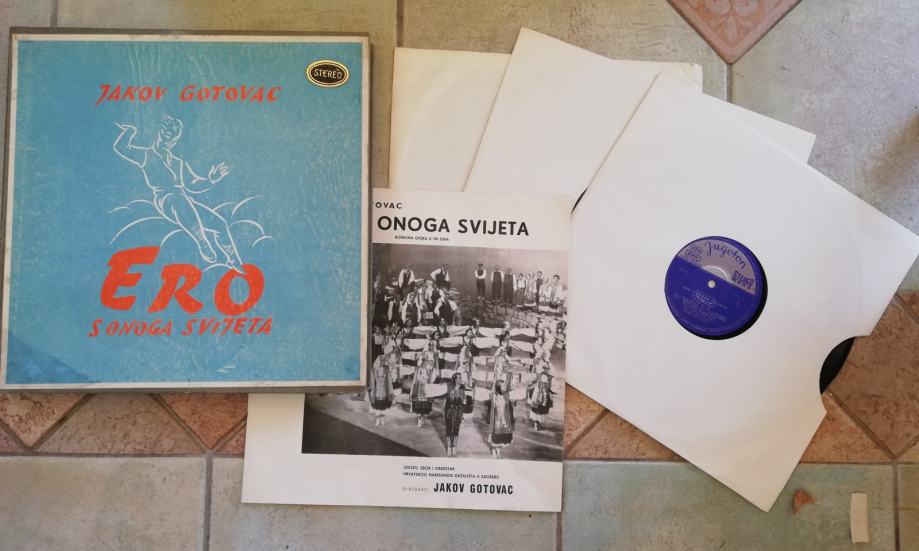 STEREO
JAKOV GOTOVAC
ERO
S ONOGA SVIJETA
TOVAC
ONOGA SVIJETA
KOMIČNA OPERA U TRI ČINA
SOLISTI, ZBOR I ORKESTAR
HRVATSKOG NARODNOG KAZALIŠTA U ZAGREBU
DIRIGENT JAKOV GOTOVAC
Jugoton
STEREO